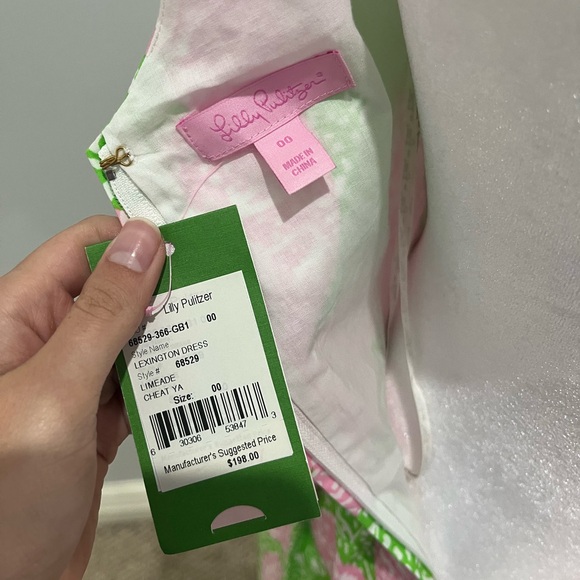 Lilly Pulitzer®
00
MADE IN
CHINA
Lilly Pulitzer
68529-366-GB1 00
Style Name
LEXINGTON DRESS
Style # 68529
LIMEADE
CHEAT YA
Size: 00
6 30306 53847 3
Manufacturer's Suggested Price
$198.00